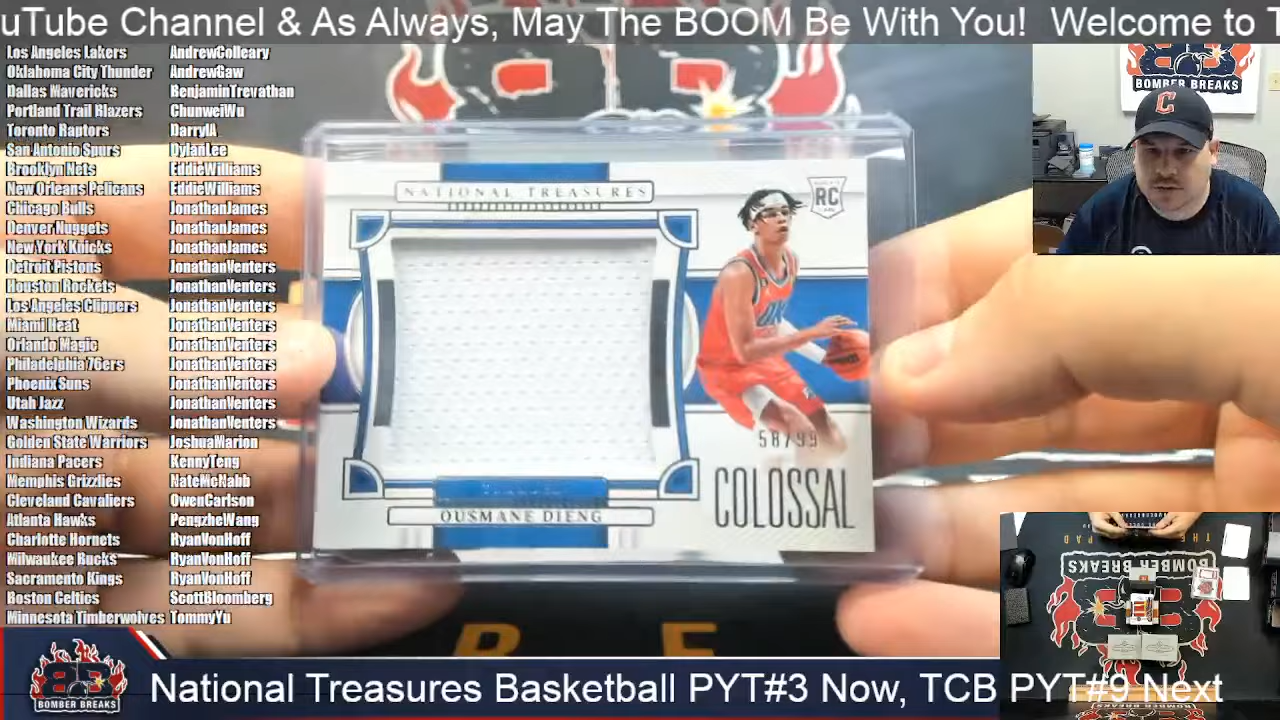 uTube Channel & As Always, May The BOOM Be With You!  Welcome to T
Los Angeles Lakers AndrewColleary
Oklahoma City Thunder AndrewGaw
Dallas Mavericks BenjaminTrevathan
Portland Trail Blazers ChunweiWu
Toronto Raptors DarrylA
San Antonio Spurs DylanLee
Brooklyn Nets EddieWilliams
New Orleans Pelicans EddieWilliams
Chicago Bulls JonathanJames
Denver Nuggets JonathanJames
New York Knicks JonathanJames
Detroit Pistons JonathanVenters
Houston Rockets JonathanVenters
Los Angeles Clippers JonathanVenters
Miami Heat JonathanVenters
Orlando Magic JonathanVenters
Philadelphia 76ers JonathanVenters
Phoenix Suns JonathanVenters
Utah Jazz JonathanVenters
Washington Wizards JonathanVenters
Golden State Warriors JoshuaMarion
Indiana Pacers KennyTeng
Memphis Grizzlies NateMcNabb
Cleveland Cavaliers OwenCarlson
Atlanta Hawks PengzheWang
Charlotte Hornets RyanVonHoff
Milwaukee Bucks RyanVonHoff
Sacramento Kings RyanVonHoff
Boston Celtics ScottBloomberg
Minnesota Timberwolves TommyYu
NATIONAL TREASURES
RC
OKC
58/99
COLOSSAL
OUSMANE DIENG
BOMBER BREAKS
C
THE PAD
BOMBER BREAKS
BOMBER BREAKS
National Treasures Basketball PYT#3 Now, TCB PYT#9 Next